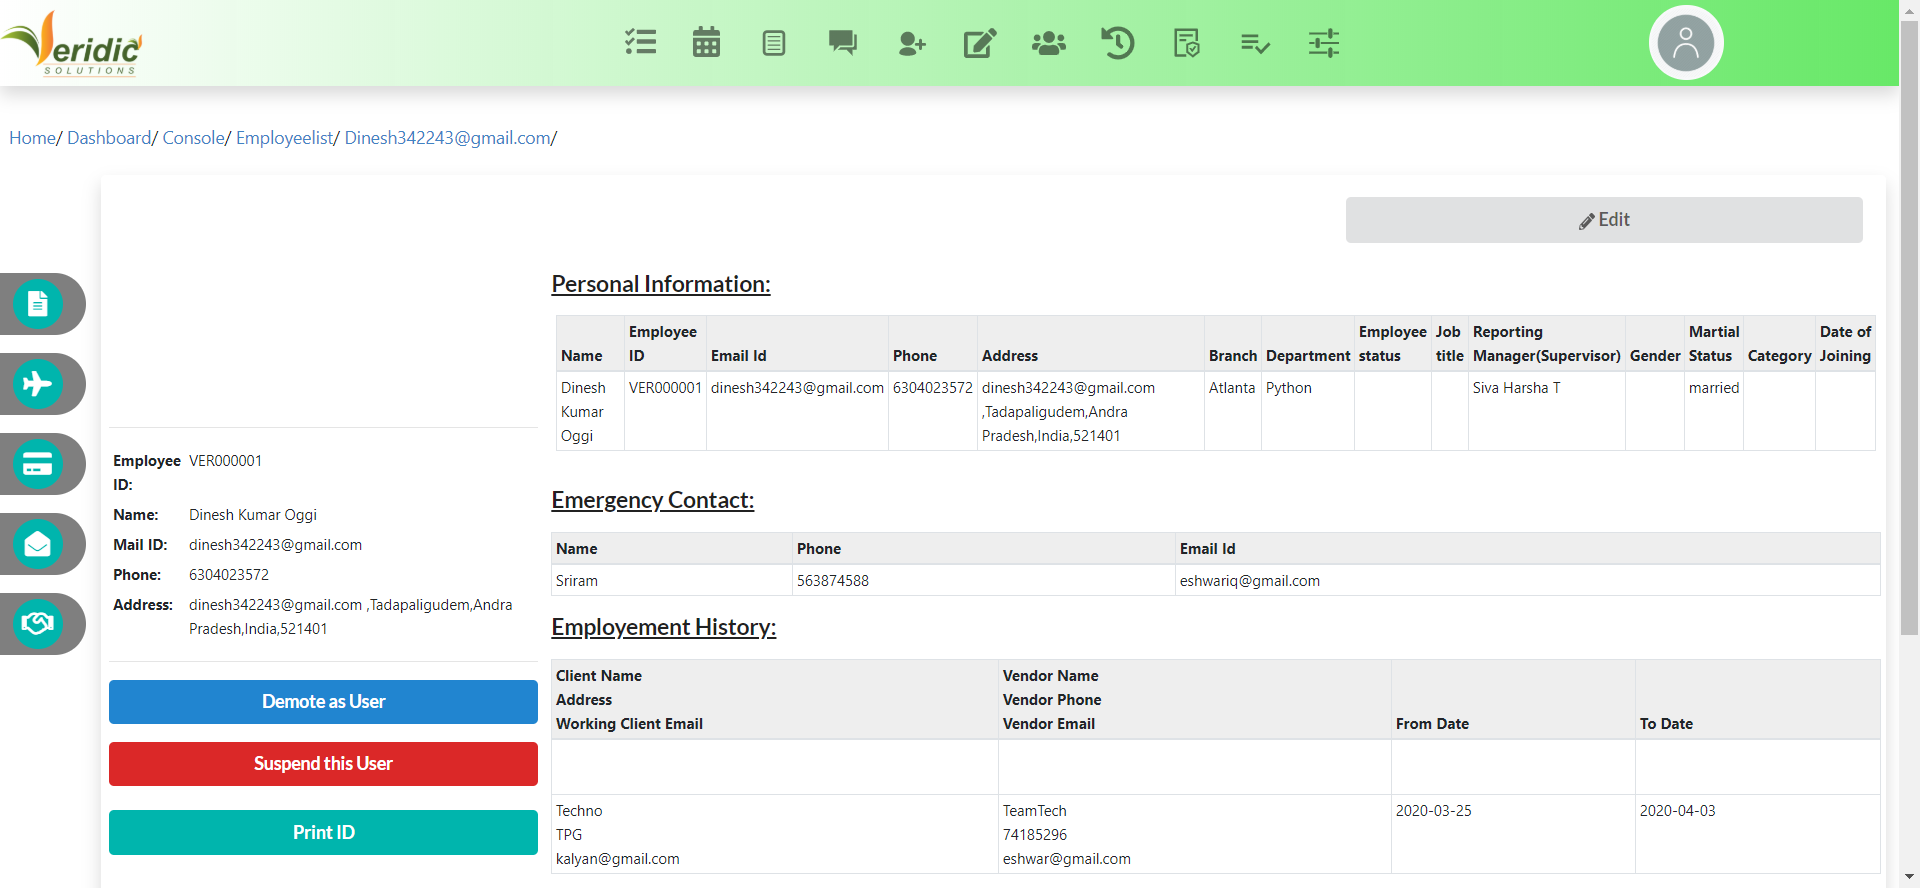 Veridic
SOLUTIONS
Home/ Dashboard/ Console/ Employeelist/ Dinesh342243@gmail.com/
Edit
Employee ID:
VER000001
Name: Dinesh Kumar Oggi
Mail ID: dinesh342243@gmail.com
Phone: 6304023572
Address: dinesh342243@gmail.com ,Tadapaligudem,Andra
Pradesh,India,521401
Demote as User
Suspend this User
Print ID
Personal Information:
Name Employee ID Email Id Phone Address Branch Department Employee status Job title Reporting Manager(Supervisor) Gender Martial Status Category Date of Joining
Dinesh Kumar Oggi VER000001 dinesh342243@gmail.com 6304023572 dinesh342243@gmail.com ,Tadapaligudem,Andra Pradesh,India,521401 Atlanta Python Siva Harsha T married
Emergency Contact:
Name Phone Email Id
Sriram 563874588 eshwariq@gmail.com
Employement History:
Client Name Vendor Name
Address Vendor Phone
Working Client Email Vendor Email From Date To Date
Techno TeamTech 2020-03-25 2020-04-03
TPG 74185296
kalyan@gmail.com eshwar@gmail.com